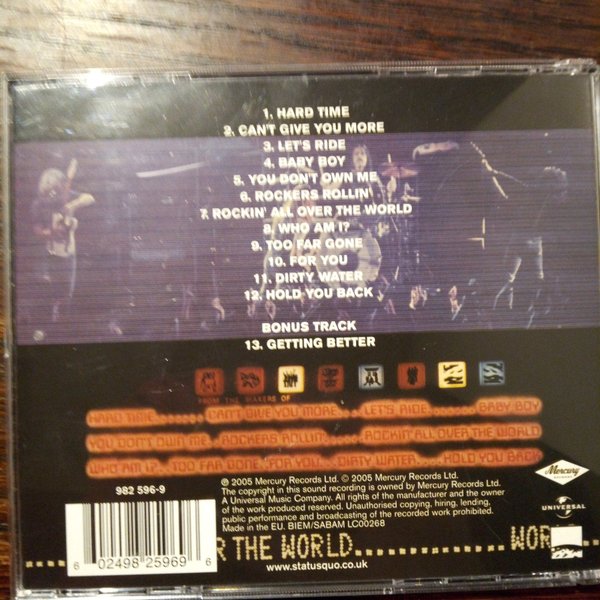 1. HARD TIME
2. CAN'T GIVE YOU MORE
3. LET'S RIDE
4. BABY BOY
5. YOU DON'T OWN ME
6. ROCKERS ROLLIN'
7. ROCKIN' ALL OVER THE WORLD
8. WHO AM I?
9. TOO FAR GONE
10. FOR YOU
11. DIRTY WATER
12. HOLD YOU BACK
BONUS TRACK
13. GETTING BETTER
FROM THE MAKERS OF
HARD TIME....... CAN'T GIVE YOU MORE.... LET'S RIDE....... BABY BOY
YOU DON'T OWN ME...ROCKERS ROLLIN'.....ROCKIN' ALL OVER THE WORLD
WHO AM I?... TOO FAR GONE...FOR YOU...DIRTY WATER.....HOLD YOU BACK
982 596-9
℗ 2005 Mercury Records Ltd. © 2005 Mercury Records Ltd.
The copyright in this sound recording is owned by Mercury Records Ltd.
A Universal Music Company. All rights of the manufacturer and the owner
of the work produced reserved. Unauthorised copying, hiring, lending,
public performance and broadcasting of the recorded work prohibited.
Made in the EU. BIEM/SABAM LC00268
Mercury
RECORDS
UNIVERSAL
6 02498 25969 6
R THE WORLD................WOR
www.statusquo.co.uk